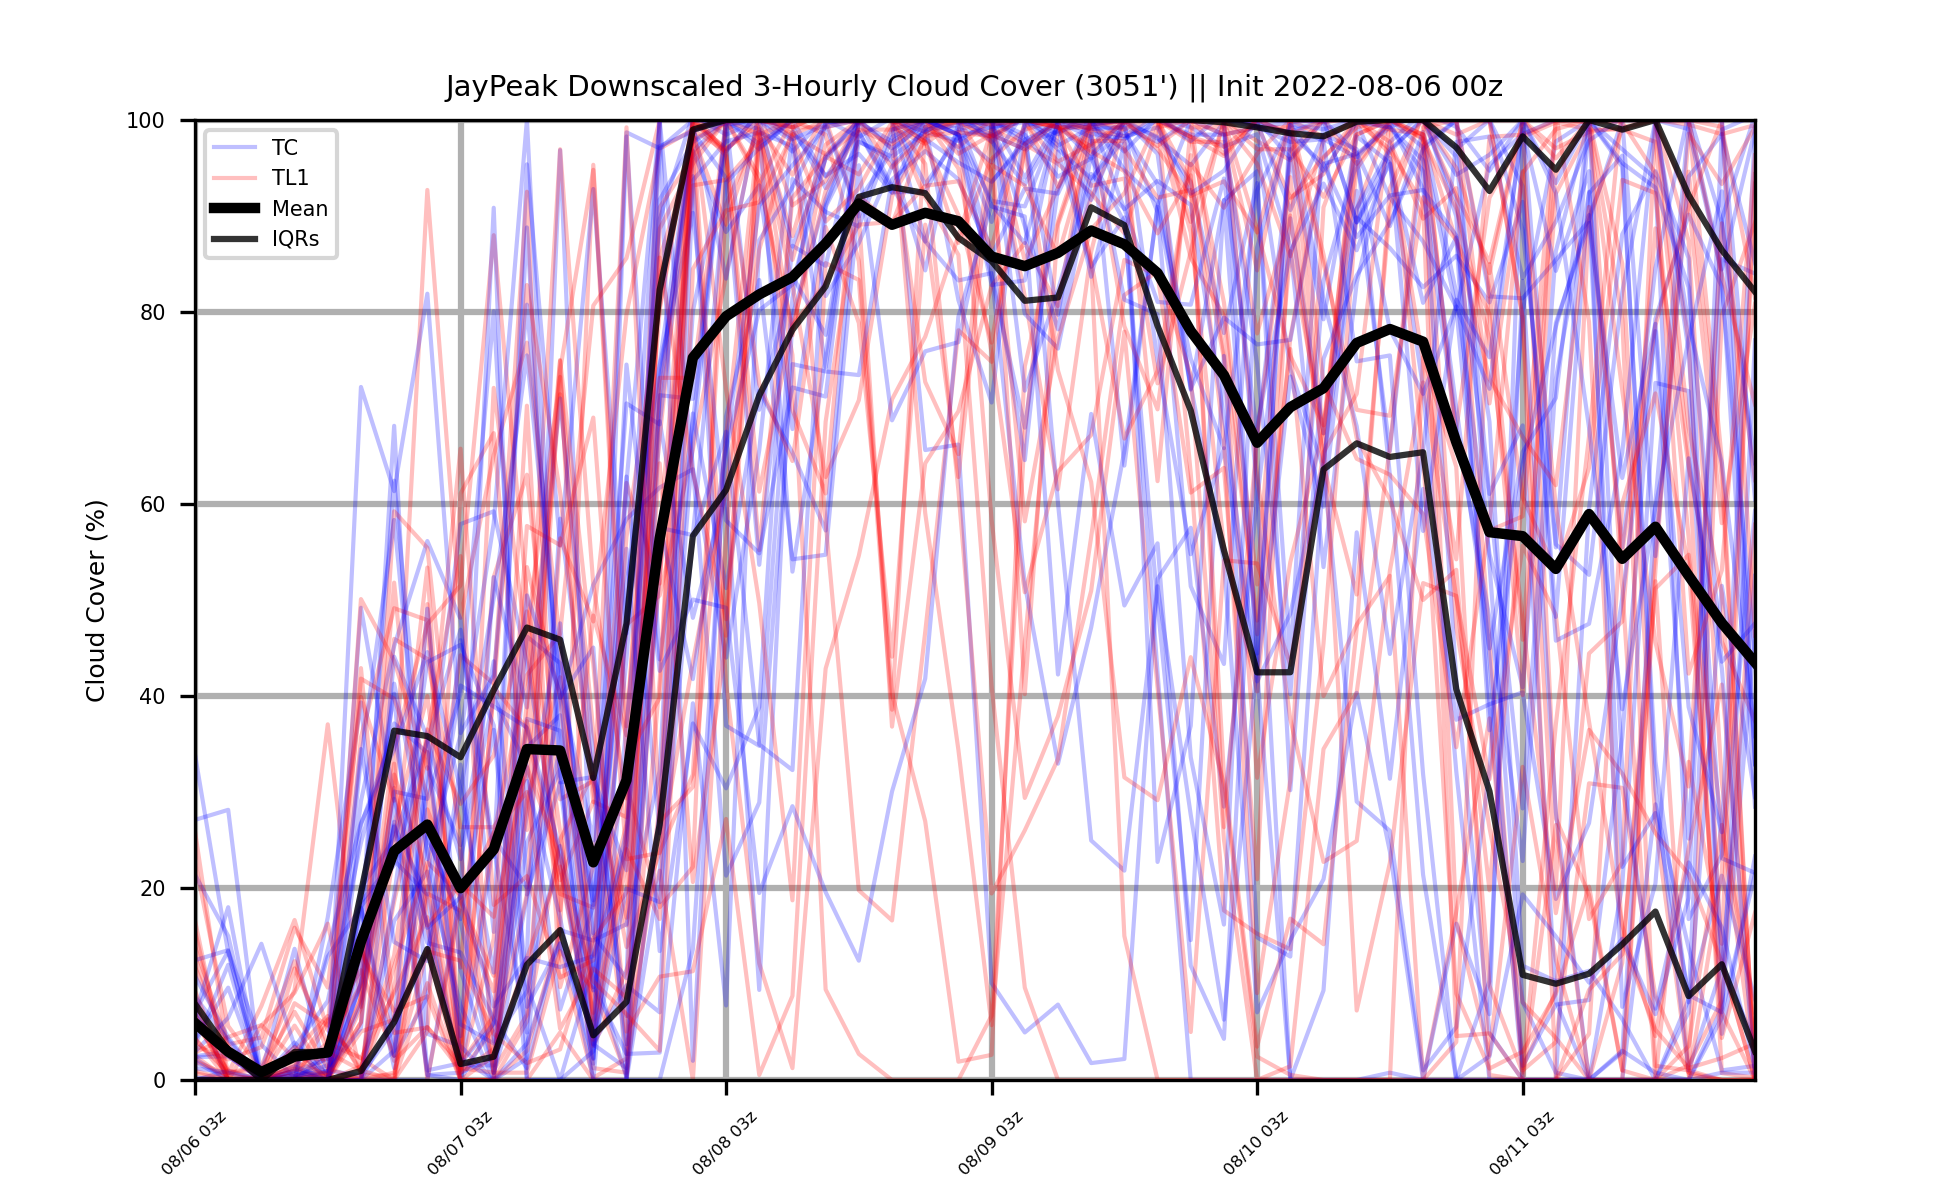 JayPeak Downscaled 3-Hourly Cloud Cover (3051') || Init 2022-08-06 00z
TC
TL1
Mean
IQRs
Cloud Cover (%)
100
80
60
40
20
0
08/06 03z
08/07 03z
08/08 03z
08/09 03z
08/10 03z
08/11 03z